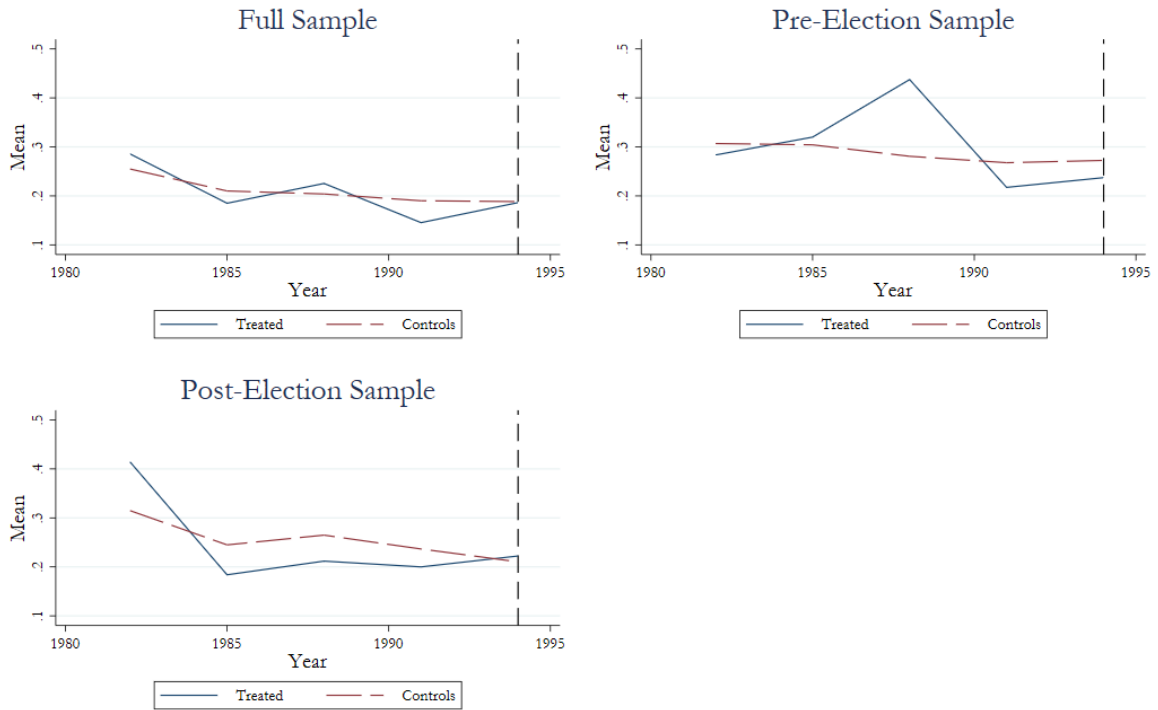 Full Sample
.5
.4
.3
.2
.1
Mean
1980
1985
1990
1995
Year
Treated
Controls
Pre-Election Sample
.5
.4
.3
.2
.1
Mean
1980
1985
1990
1995
Year
Treated
Controls
Post-Election Sample
.5
.4
.3
.2
.1
Mean
1980
1985
1990
1995
Year
Treated
Controls